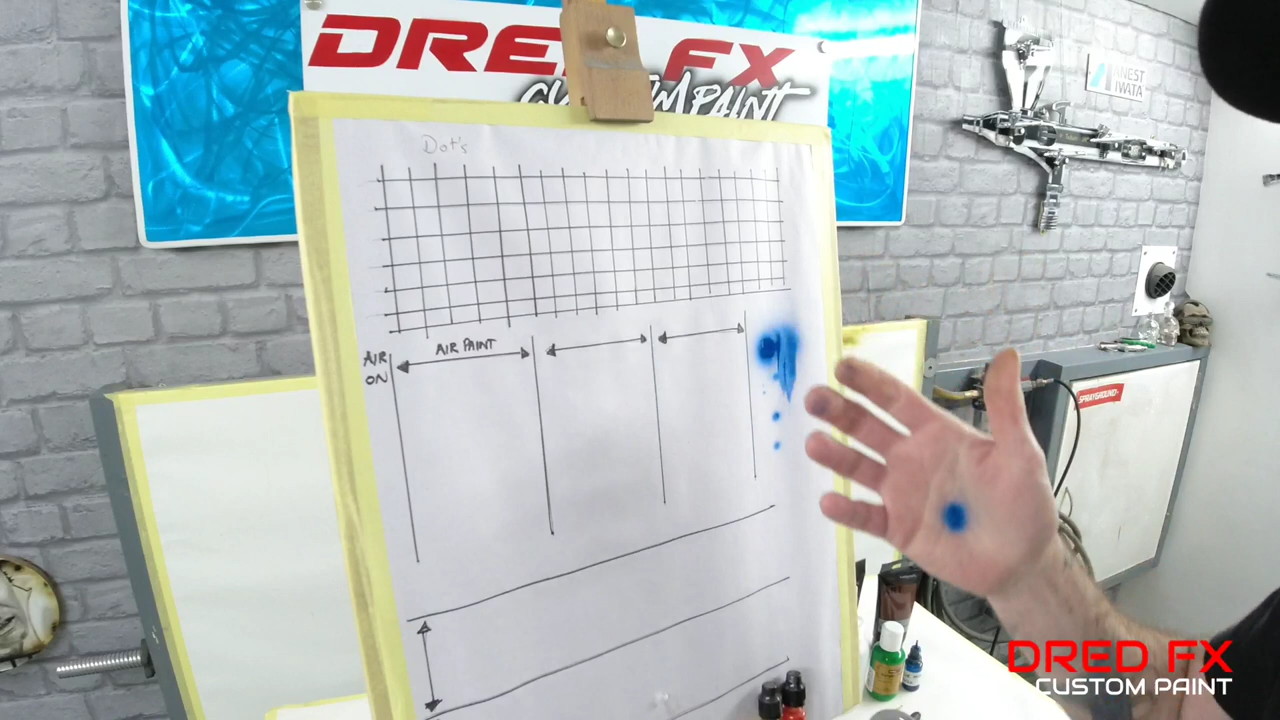 DRED FX
CUSTOM PAINT
ANEST
IWATA
Dot's
AIR PAINT
AIR
ON
SPRAYGROUND
DRED FX
CUSTOM PAINT